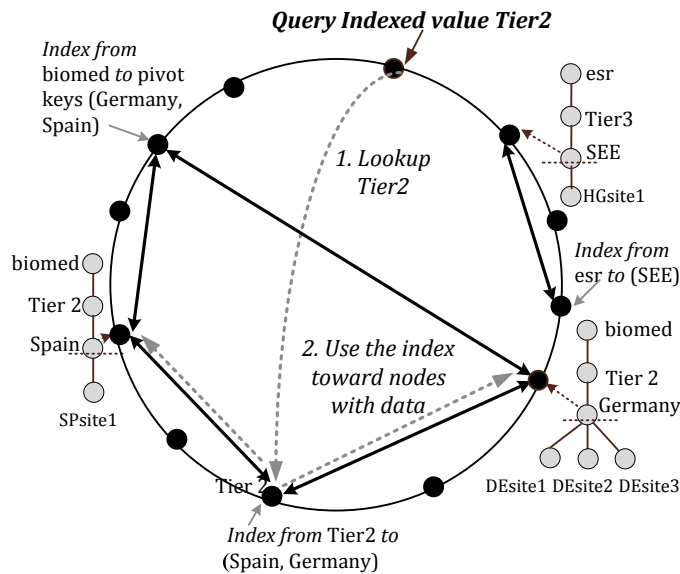 Query Indexed value Tier2
Index from
biomed to pivot
keys (Germany,
Spain)
esr
Tier3
SEE
HGsite1
1. Lookup
Tier2
Index from
esr to (SEE)
biomed
Tier 2
Spain
SPsite1
2. Use the index
toward nodes
with data
biomed
Tier 2
Germany
DEsite1 DEsite2 DEsite3
Tier 2
Index from Tier2 to
(Spain, Germany)